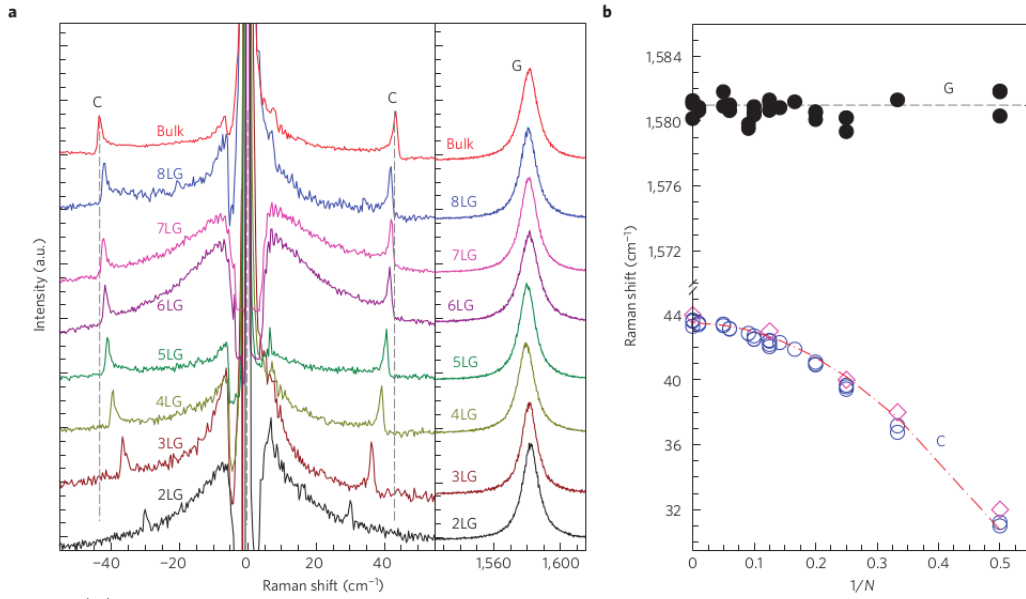 a
C
C
G
Bulk
Bulk
8LG
8LG
7LG
7LG
6LG
6LG
5LG
5LG
4LG
4LG
3LG
3LG
2LG
2LG
Intensity (a.u.)
−40 −20 0 20 40 1,560 1,600
Raman shift (cm−1)
b
1,584
1,580
1,576
1,572
44
40
36
32
G
C
Raman shift (cm−1)
0 0.1 0.2 0.3 0.4 0.5
1/N